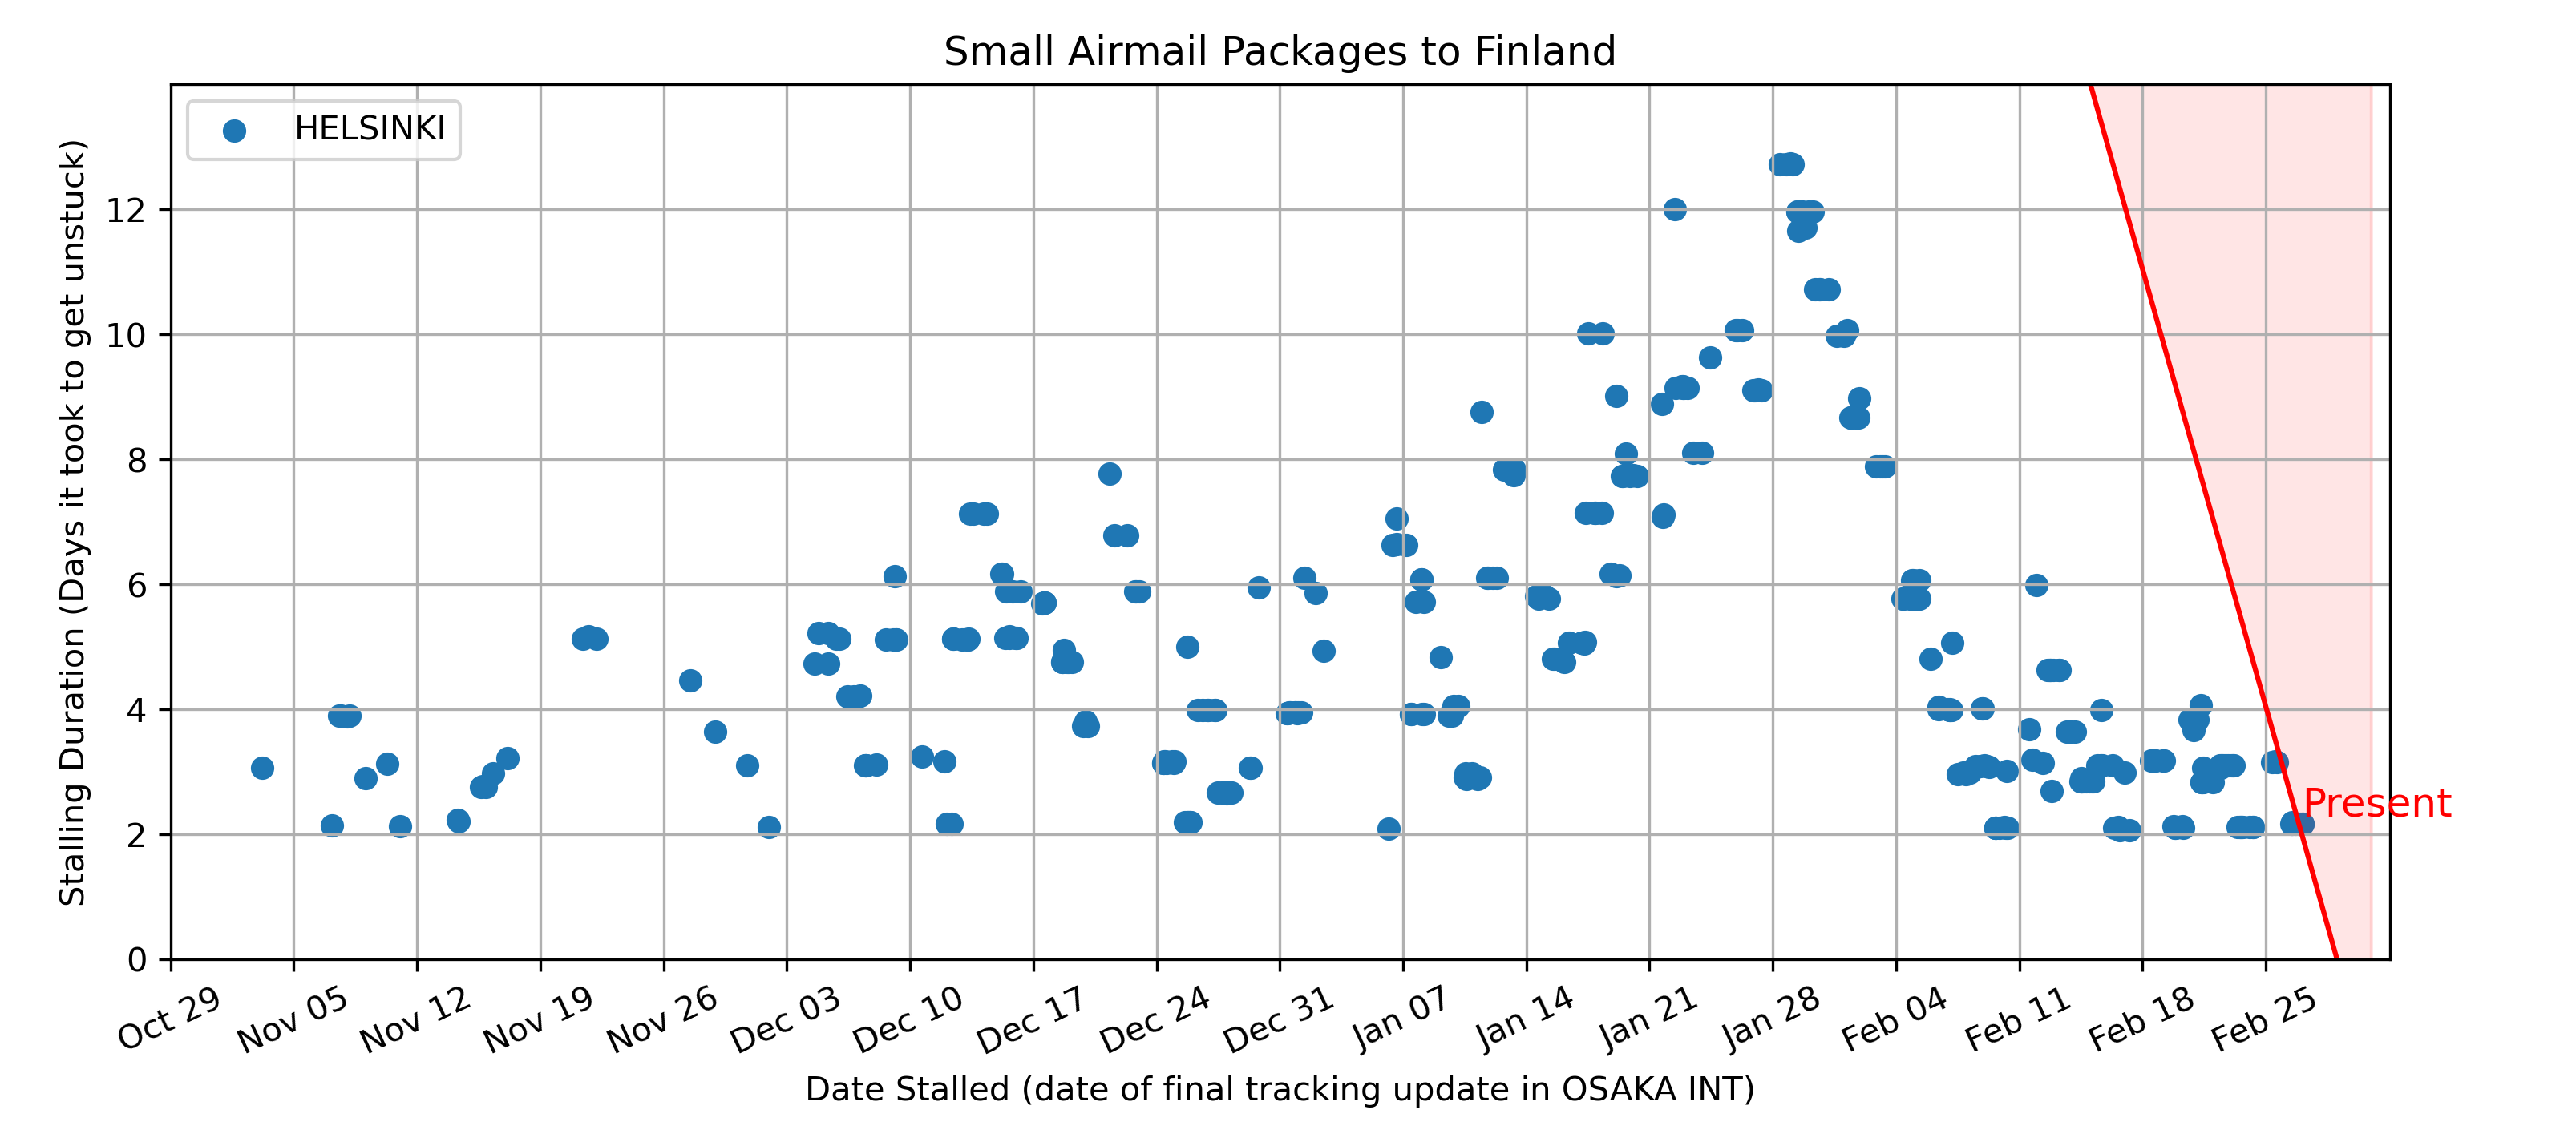 Small Airmail Packages to Finland
HELSINKI
Stalling Duration (Days it took to get unstuck)
12
10
8
6
4
2
0
Present
Oct 29
Nov 05
Nov 12
Nov 19
Nov 26
Dec 03
Dec 10
Dec 17
Dec 24
Dec 31
Jan 07
Jan 14
Jan 21
Jan 28
Feb 04
Feb 11
Feb 18
Feb 25
Date Stalled (date of final tracking update in OSAKA INT)